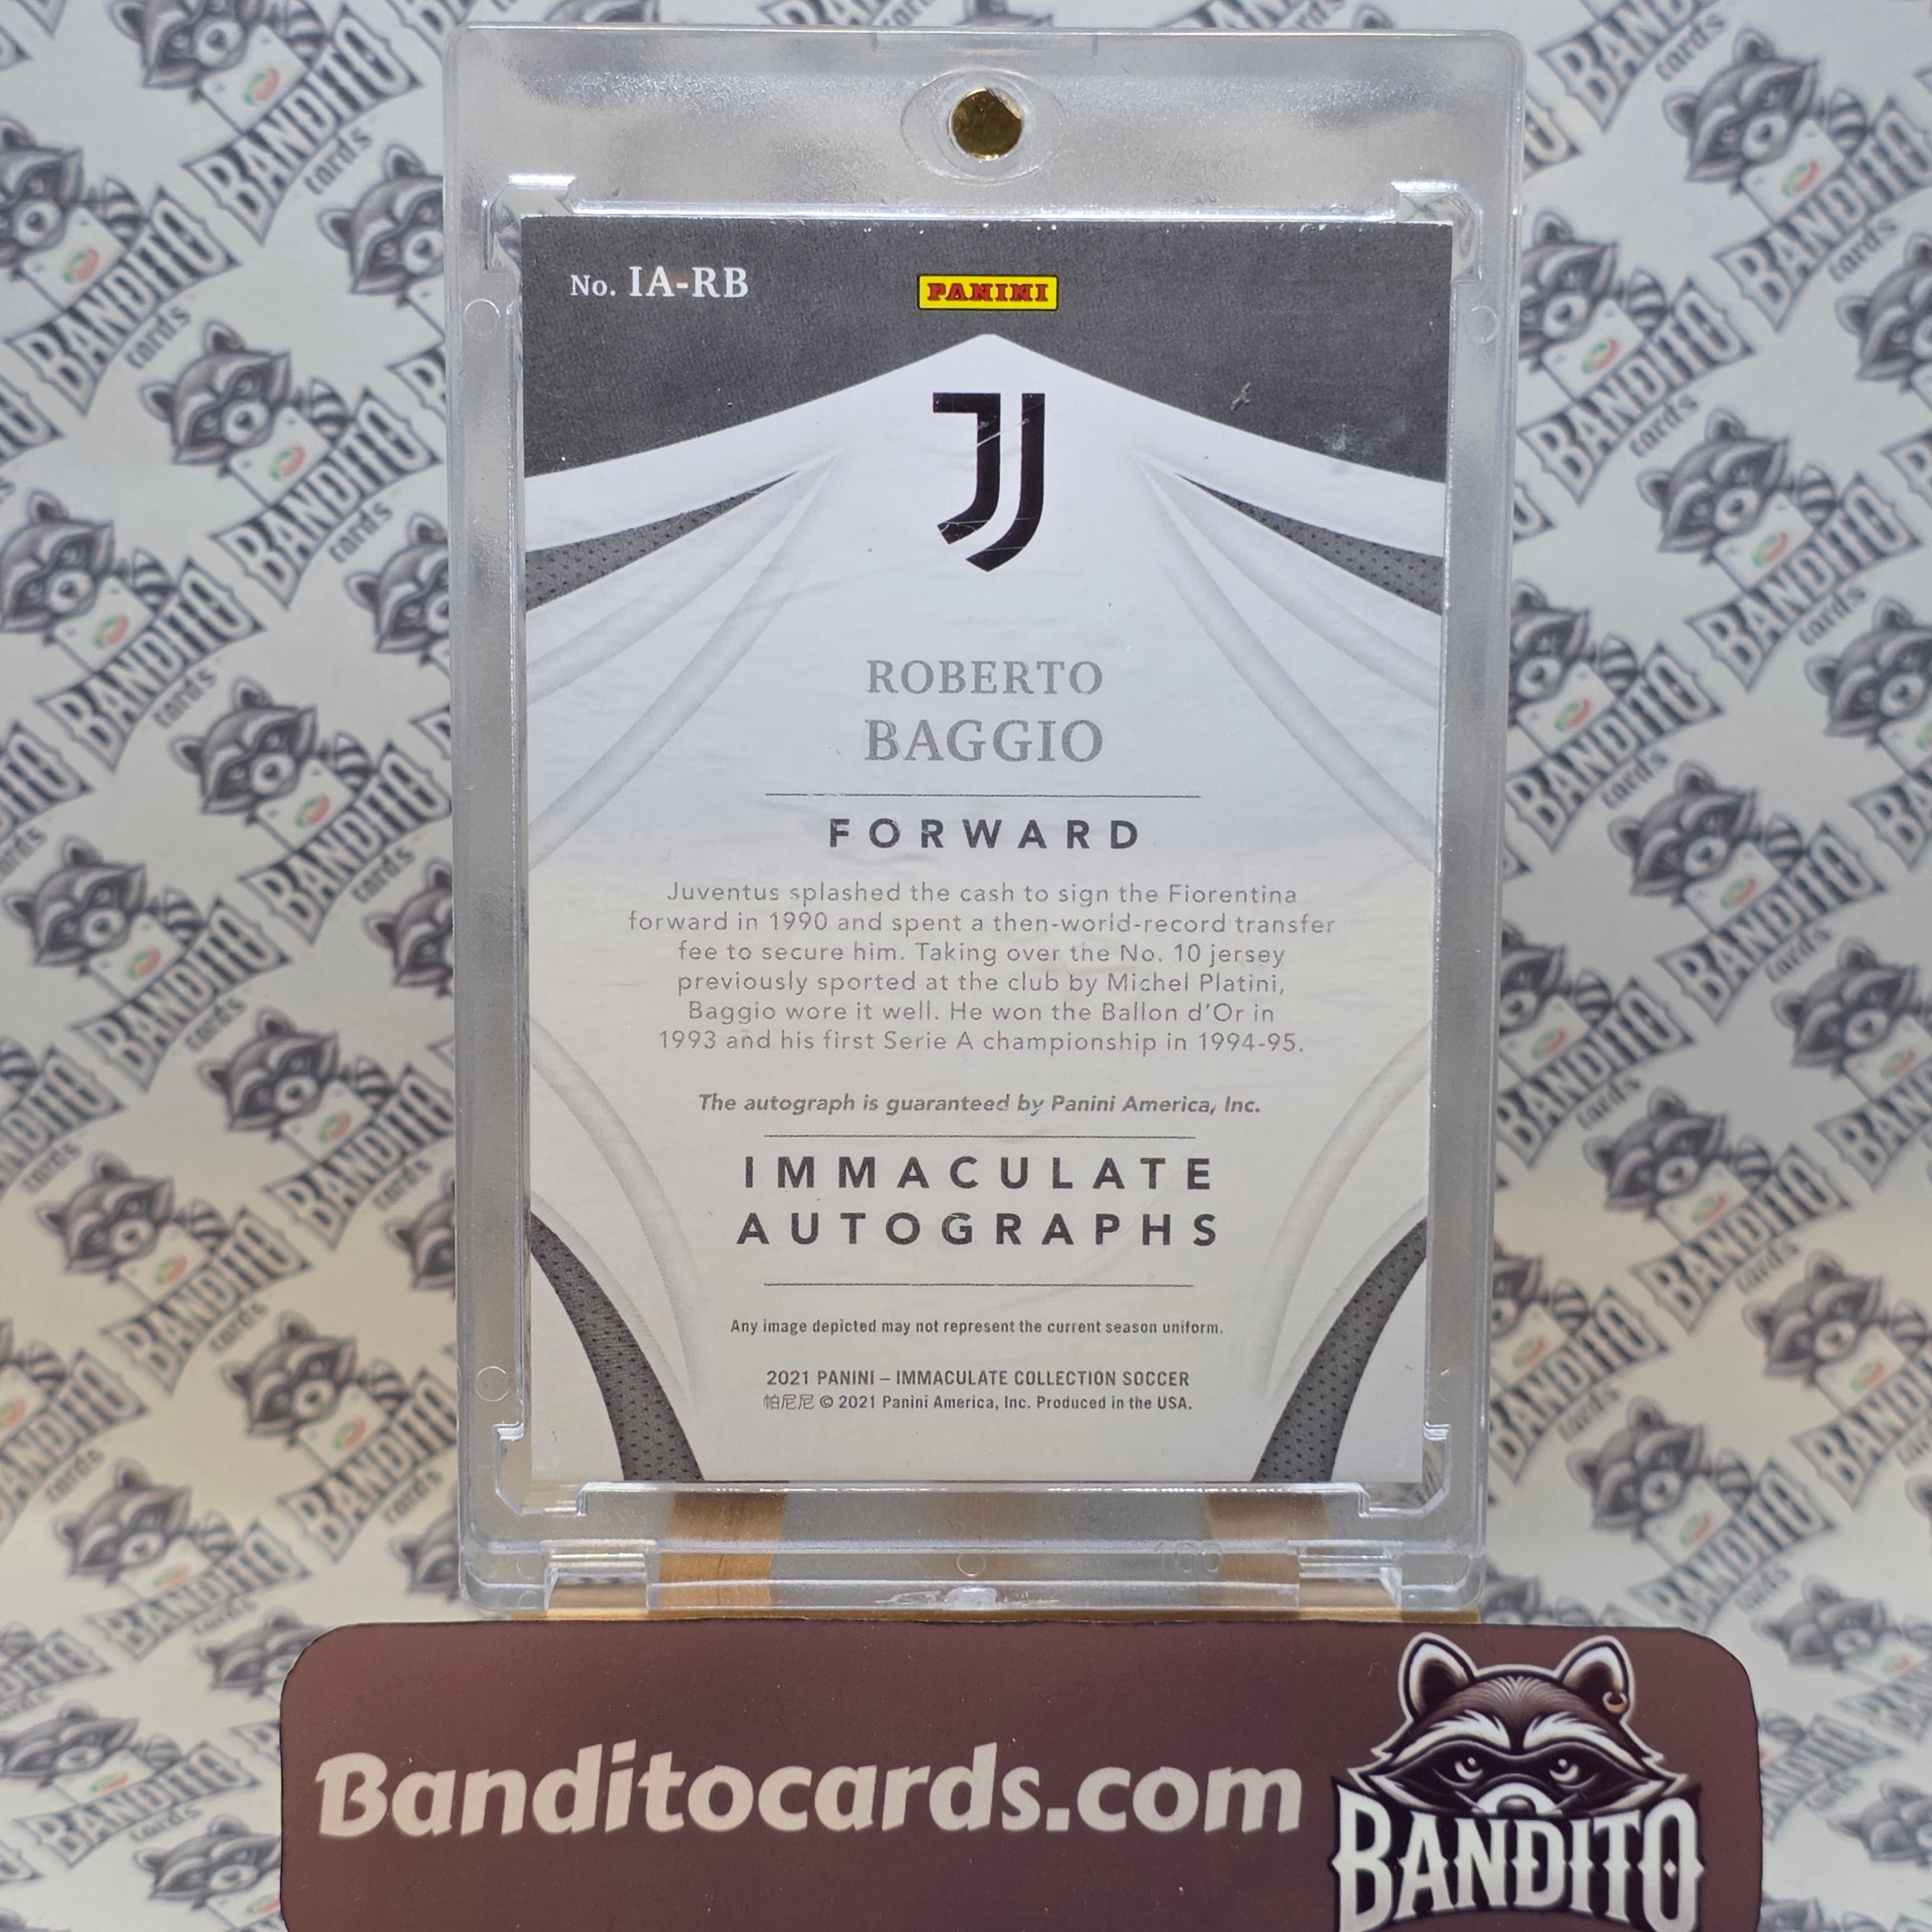 No. IA-RB
PANINI
ROBERTO
BAGGIO
FORWARD
Juventus splashed the cash to sign the Fiorentina
forward in 1990 and spent a then-world-record transfer
fee to secure him. Taking over the No. 10 jersey
previously sported at the club by Michel Platini,
Baggio wore it well. He won the Ballon d'Or in
1993 and his first Serie A championship in 1994-95.
The autograph is guaranteed by Panini America, Inc.
IMMACULATE
AUTOGRAPHS
Any image depicted may not represent the current season uniform.
2021 PANINI – IMMACULATE COLLECTION SOCCER
帕尼尼 © 2021 Panini America, Inc. Produced in the USA.
Banditocards.com
BANDITO
BANDITO
cards